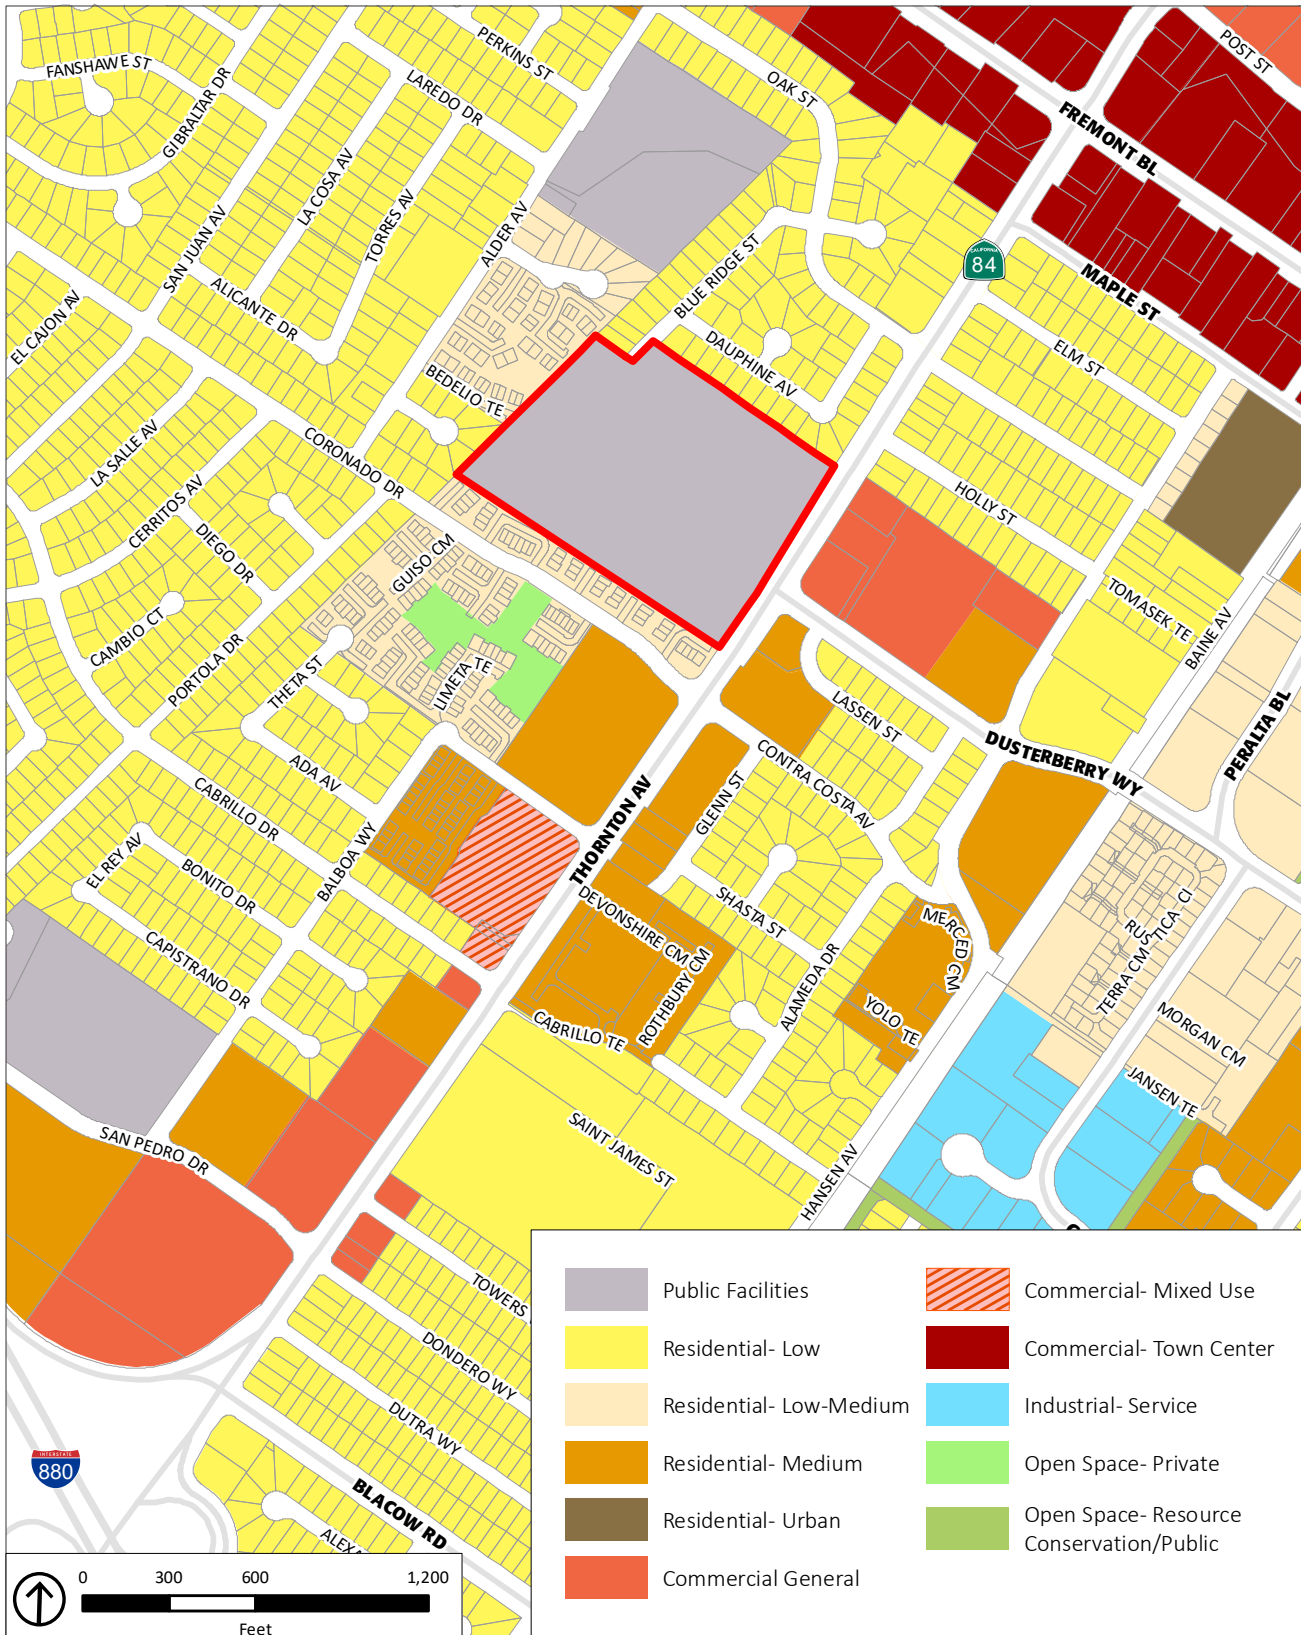 PERKINS ST
FANSHAWE ST
GIBRALTAR DR
LAREDO DR
OAK ST
POST ST
FREMONT BL
LA COSA AV
TORRES AV
ALDER AV
SAN JUAN AV
BLUE RIDGE ST
CALIFORNIA
84
MAPLE ST
ALICANTE DR
EL CAJON AV
DAUPHINE AV
ELM ST
BEDELIO TE
LA SALLE AV
CORONADO DR
CERRITOS AV
HOLLY ST
DIEGO DR
GUISO CM
TOMASEK TE
BAINE AV
CAMBIO CT
PORTOLA DR
THETA ST
LIMETA TE
LASSEN ST
PERALTA BL
DUSTERBERRY WY
CONTRA COSTA AV
ADA AV
GLENN ST
THORNTON AV
CABRILLO DR
BALBOA WY
EL REY AV
BONITO DR
SHASTA ST
DEVONSHIRE CM
MERCED CM
RUSTICA CI
CAPISTRANO DR
ROTHBURY CM
ALAMEDA DR
TERRA CM
YOLO TE
CABRILLO TE
MORGAN CM
JANSEN TE
SAN PEDRO DR
SAINT JAMES ST
HANSEN AV
TOWERS
DONDERO WY
DUTRA WY
BLACOW RD
ALEXA
INTERSTATE
880
0 300 600 1,200
Feet
Public Facilities
Residential- Low
Residential- Low-Medium
Residential- Medium
Residential- Urban
Commercial General
Commercial- Mixed Use
Commercial- Town Center
Industrial- Service
Open Space- Private
Open Space- Resource
Conservation/Public